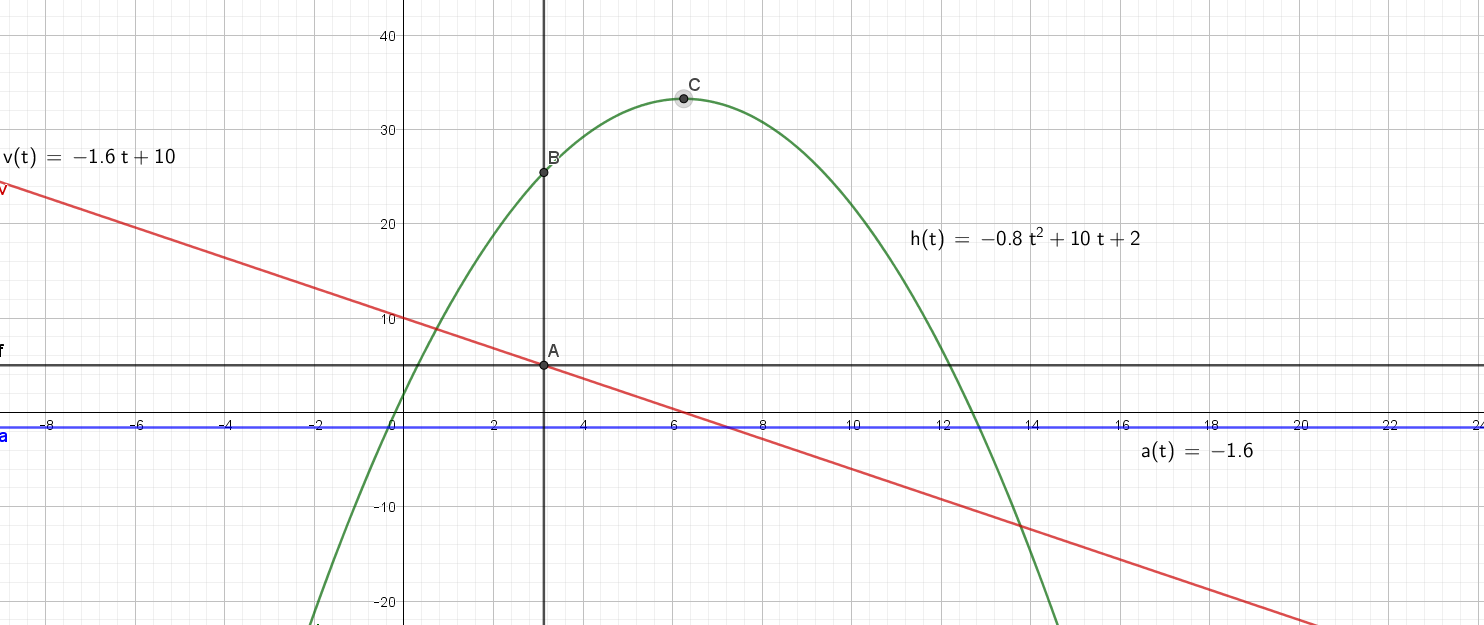 40
C
30
v(t) = −1.6 t + 10
B
v
20
h(t) = −0.8 t² + 10 t + 2
10
f
A
-8 -6 -4 -2 0 2 4 6 8 10 12 14 16 18 20 22 24
a
a(t) = −1.6
-10
-20